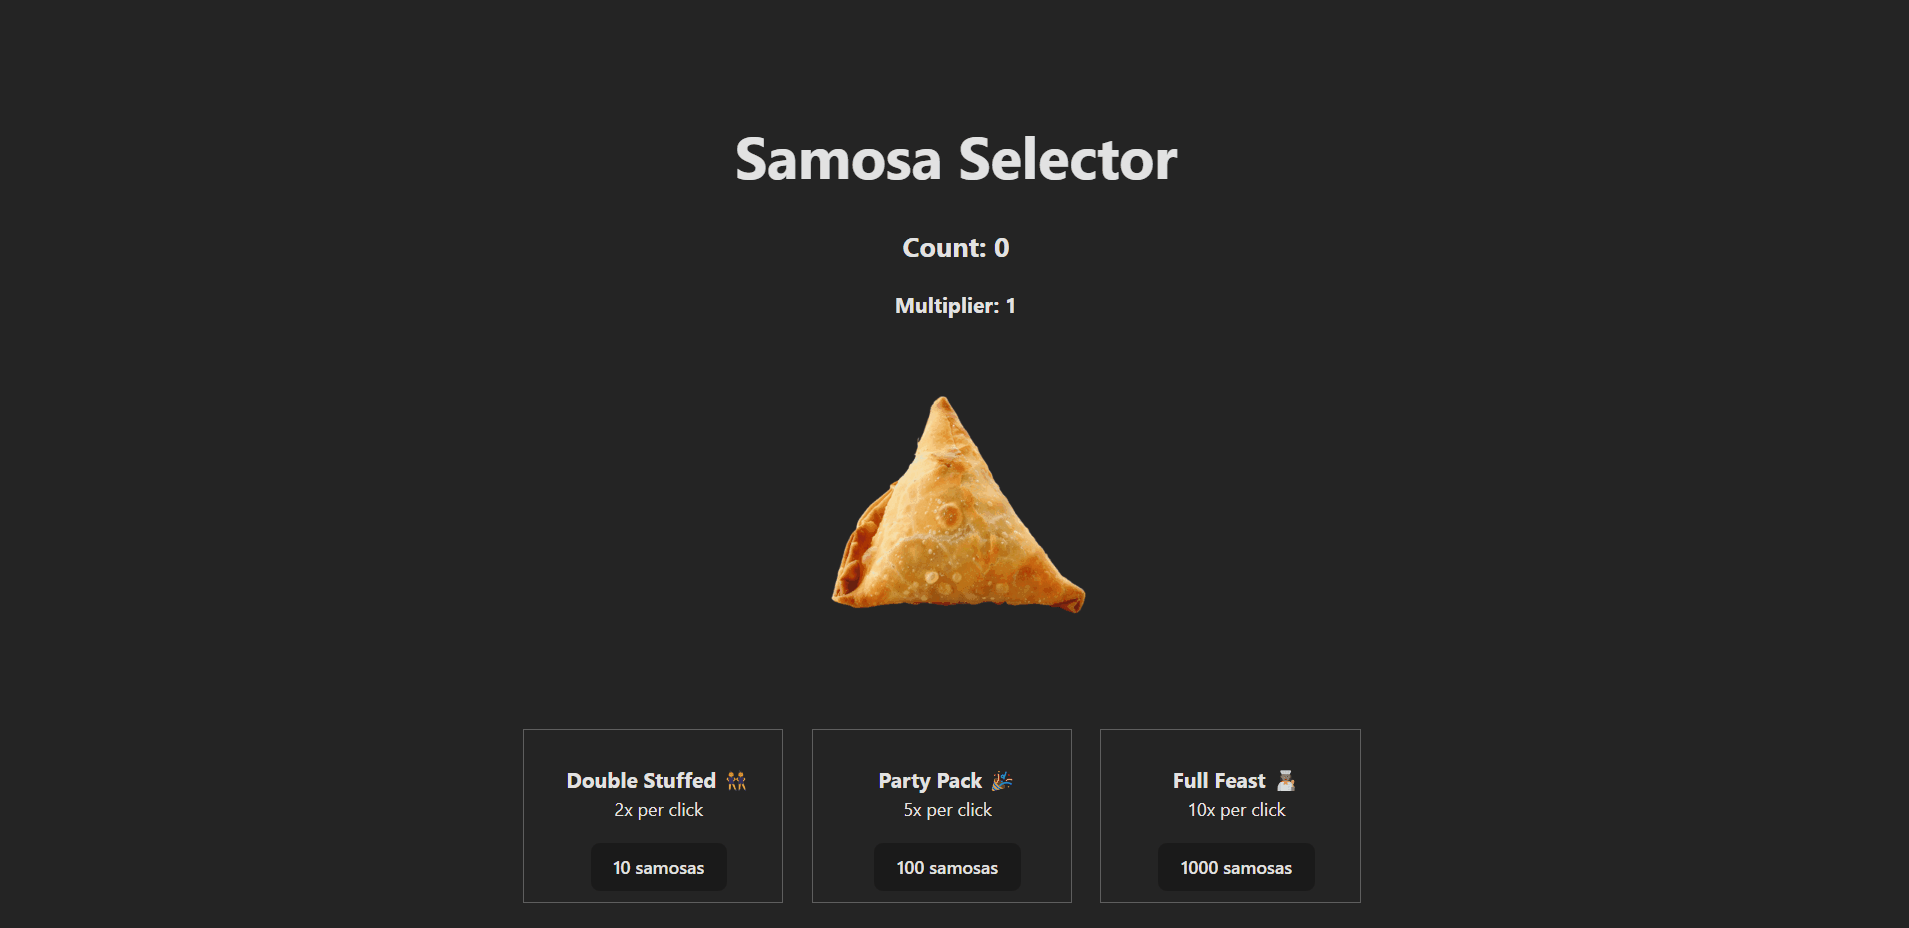 Samosa Selector
Count: 0
Multiplier: 1
Double Stuffed 👯
2x per click
10 samosas
Party Pack 🎉
5x per click
100 samosas
Full Feast 👩🏽‍🍳
10x per click
1000 samosas